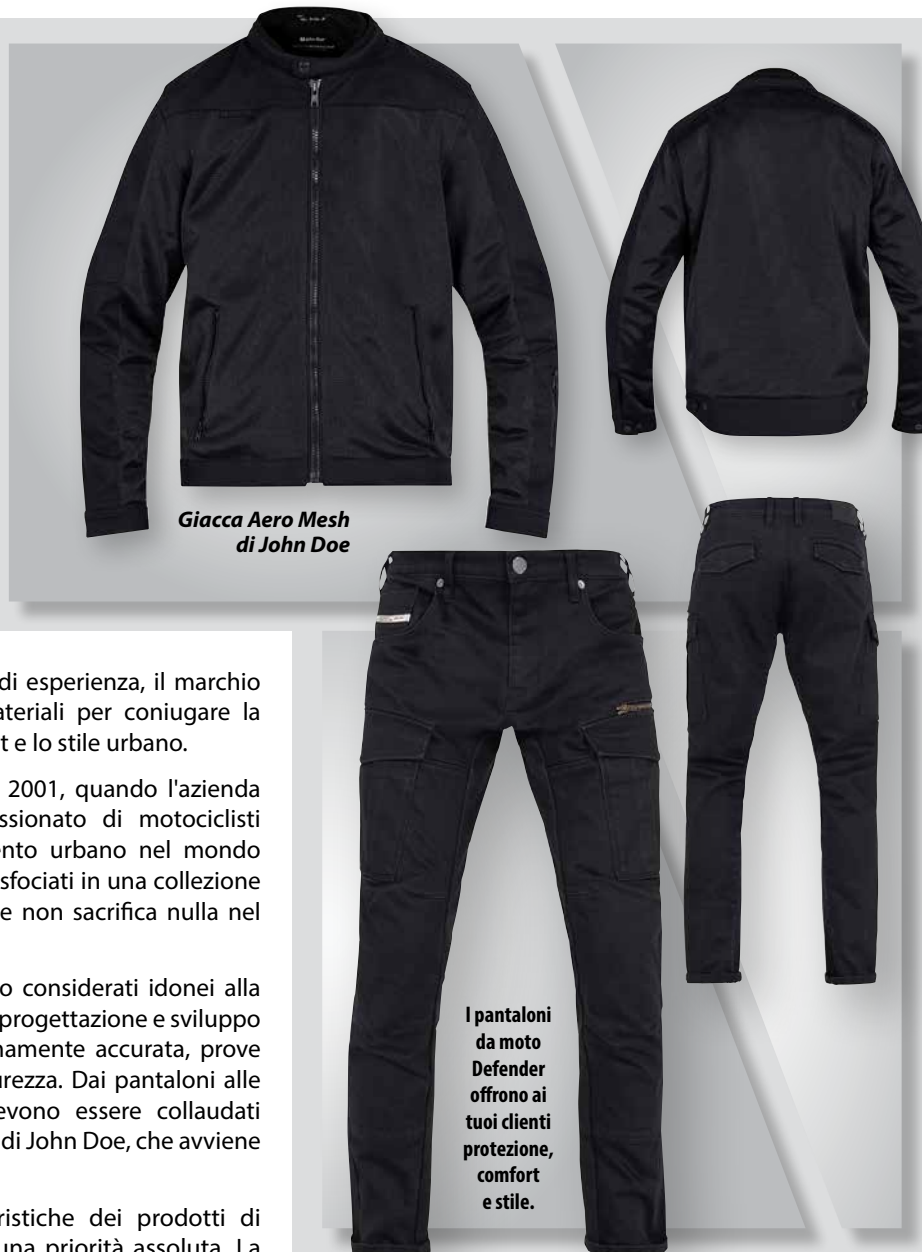 Giacca Aero Mesh
di John Doe
di esperienza, il marchio
ateriali per coniugare la
t e lo stile urbano.
2001, quando l'azienda
ssionato di motociclisti
ento urbano nel mondo
sfociati in una collezione
e non sacrifica nulla nel
o considerati idonei alla
progettazione e sviluppo
namente accurata, prove
urezza. Dai pantaloni alle
evono essere collaudati
di John Doe, che avviene
ristiche dei prodotti di
una priorità assoluta. La
I pantaloni
da moto
Defender
offrono ai
tuoi clienti
protezione,
comfort
e stile.